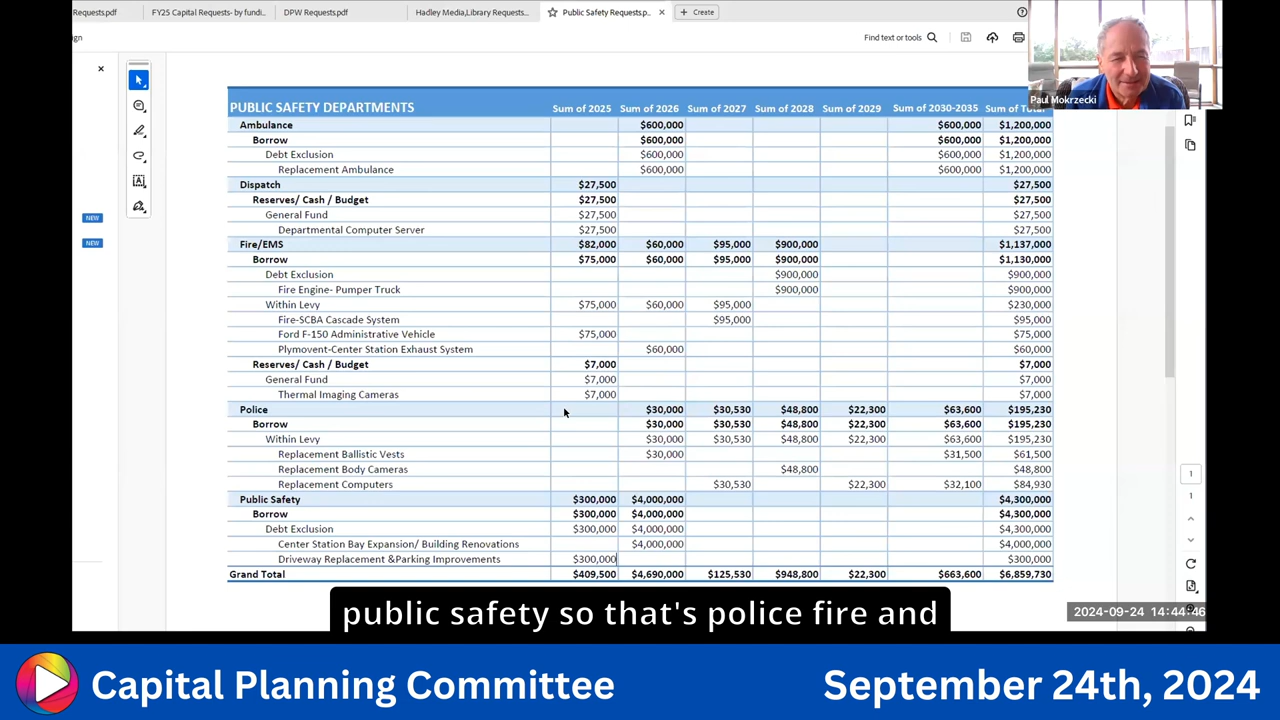 Requests.pdf FY25 Capital Requests- by fundi... DPW Requests.pdf Hadley Media,Library Requests... Public Safety Requests.p... × + Create
ign Find text or tools
×
NEW
NEW
Paul Mokrzecki
PUBLIC SAFETY DEPARTMENTS Sum of 2025 Sum of 2026 Sum of 2027 Sum of 2028 Sum of 2029 Sum of 2030-2035 Sum of
Ambulance $600,000 $600,000 $1,200,000
Borrow $600,000 $600,000 $1,200,000
Debt Exclusion $600,000 $600,000 $1,200,000
Replacement Ambulance $600,000 $600,000 $1,200,000
Dispatch $27,500 $27,500
Reserves/ Cash / Budget $27,500 $27,500
General Fund $27,500 $27,500
Departmental Computer Server $27,500 $27,500
Fire/EMS $82,000 $60,000 $95,000 $900,000 $1,137,000
Borrow $75,000 $60,000 $95,000 $900,000 $1,130,000
Debt Exclusion $900,000 $900,000
Fire Engine- Pumper Truck $900,000 $900,000
Within Levy $75,000 $60,000 $95,000 $230,000
Fire-SCBA Cascade System $95,000 $95,000
Ford F-150 Administrative Vehicle $75,000 $75,000
Plymovent-Center Station Exhaust System $60,000 $60,000
Reserves/ Cash / Budget $7,000 $7,000
General Fund $7,000 $7,000
Thermal Imaging Cameras $7,000 $7,000
Police $30,000 $30,530 $48,800 $22,300 $63,600 $195,230
Borrow $30,000 $30,530 $48,800 $22,300 $63,600 $195,230
Within Levy $30,000 $30,530 $48,800 $22,300 $63,600 $195,230
Replacement Ballistic Vests $30,000 $31,500 $61,500
Replacement Body Cameras $48,800 $48,800
Replacement Computers $30,530 $22,300 $32,100 $84,930
Public Safety $300,000 $4,000,000 $4,300,000
Borrow $300,000 $4,000,000 $4,300,000
Debt Exclusion $300,000 $4,000,000 $4,300,000
Center Station Bay Expansion/ Building Renovations $4,000,000 $4,000,000
Driveway Replacement &Parking Improvements $300,000 $300,000
Grand Total $409,500 $4,690,000 $125,530 $948,800 $22,300 $663,600 $6,859,730
1
1
public safety so that's police fire and
2024-09-24 14:44:46
Capital Planning Committee September 24th, 2024